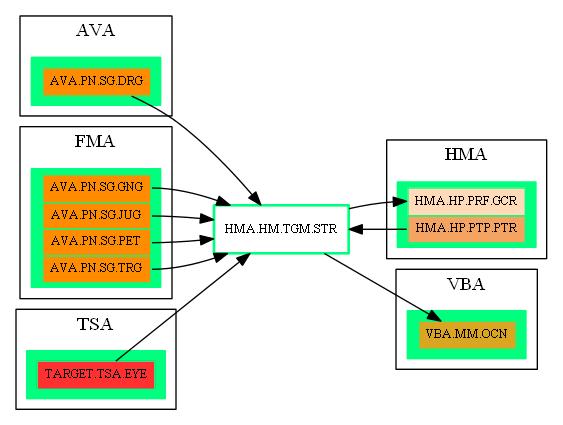 AVA
AVA.PN.SG.DRG
FMA
AVA.PN.SG.GNG
AVA.PN.SG.JUG
AVA.PN.SG.PET
AVA.PN.SG.TRG
TSA
TARGET.TSA.EYE
HMA.HM.TGM.STR
HMA
HMA.HP.PRF.GCR
HMA.HP.PTP.PTR
VBA
VBA.MM.OCN